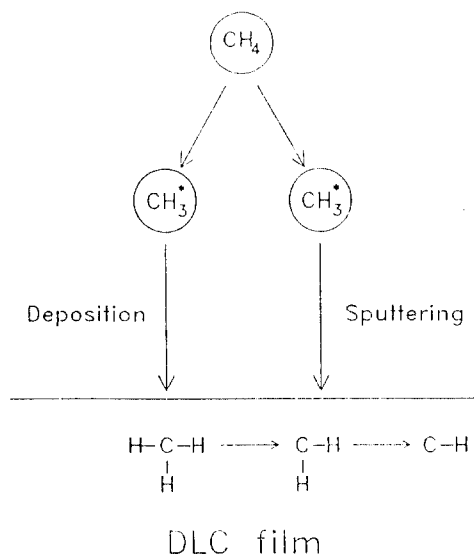 CH₄
CH₃• CH₃•
Deposition Sputtering
H–C–H → C–H → C–H
H H
DLC film